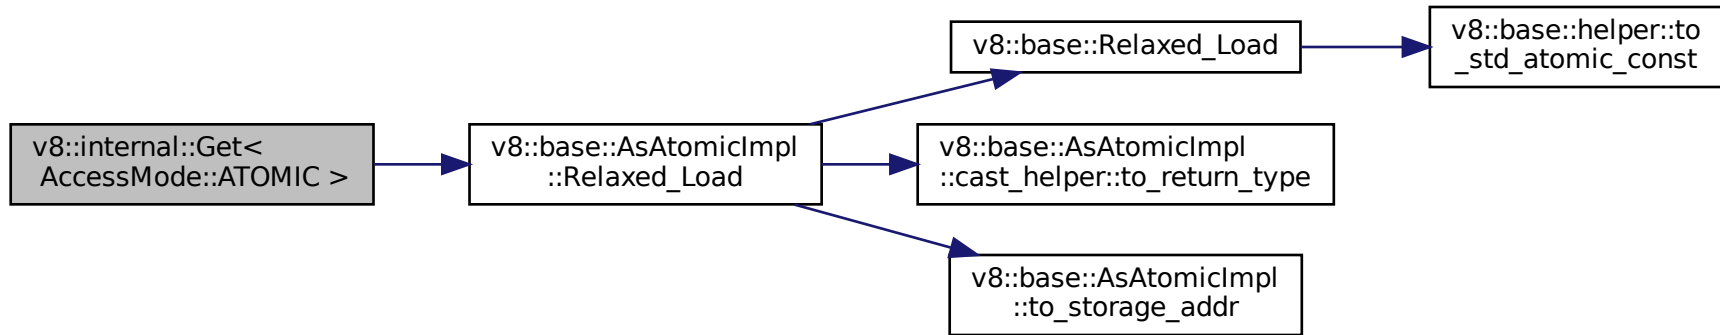 v8::internal::Get<
AccessMode::ATOMIC >
v8::base::AsAtomicImpl
::Relaxed_Load
v8::base::Relaxed_Load
v8::base::helper::to
_std_atomic_const
v8::base::AsAtomicImpl
::cast_helper::to_return_type
v8::base::AsAtomicImpl
::to_storage_addr